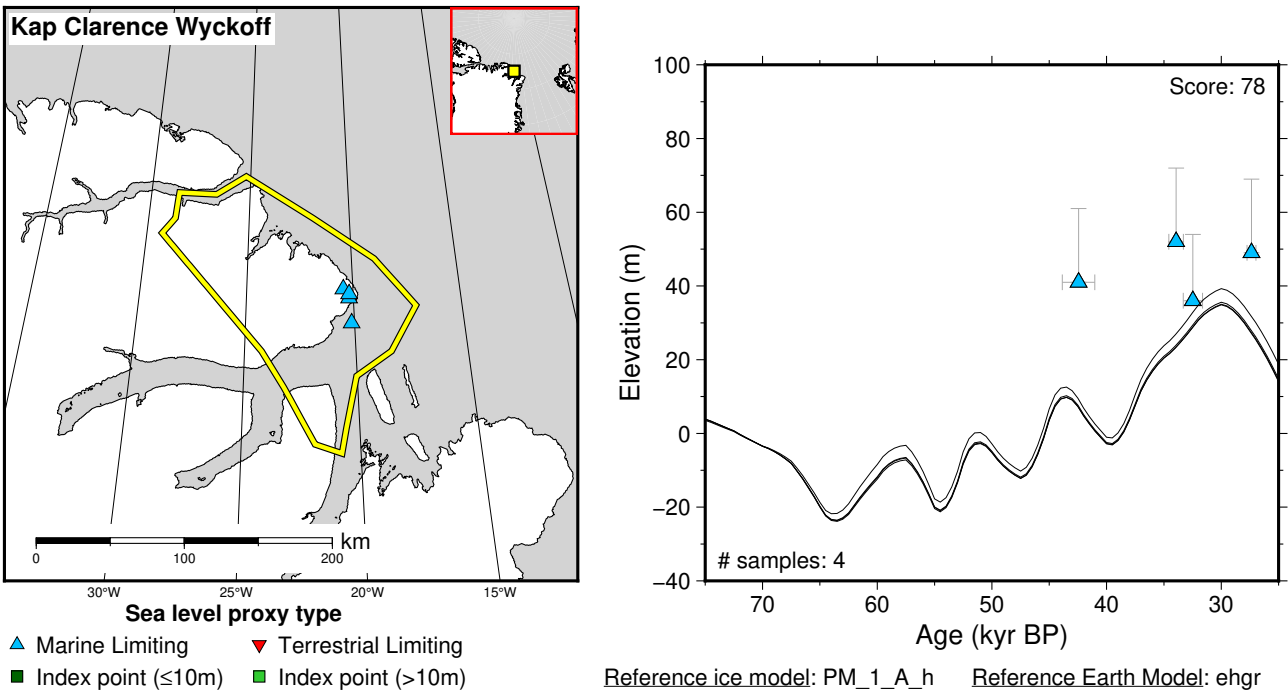 Kap Clarence Wyckoff
km
0
100
200
30°W
25°W
20°W
15°W
Sea level proxy type
Marine Limiting
Terrestrial Limiting
Index point (≤10m)
Index point (>10m)
Score: 78
100
80
60
40
20
0
−20
−40
Elevation (m)
# samples: 4
70
60
50
40
30
Age (kyr BP)
Reference ice model: PM_1_A_h
Reference Earth Model: ehgr